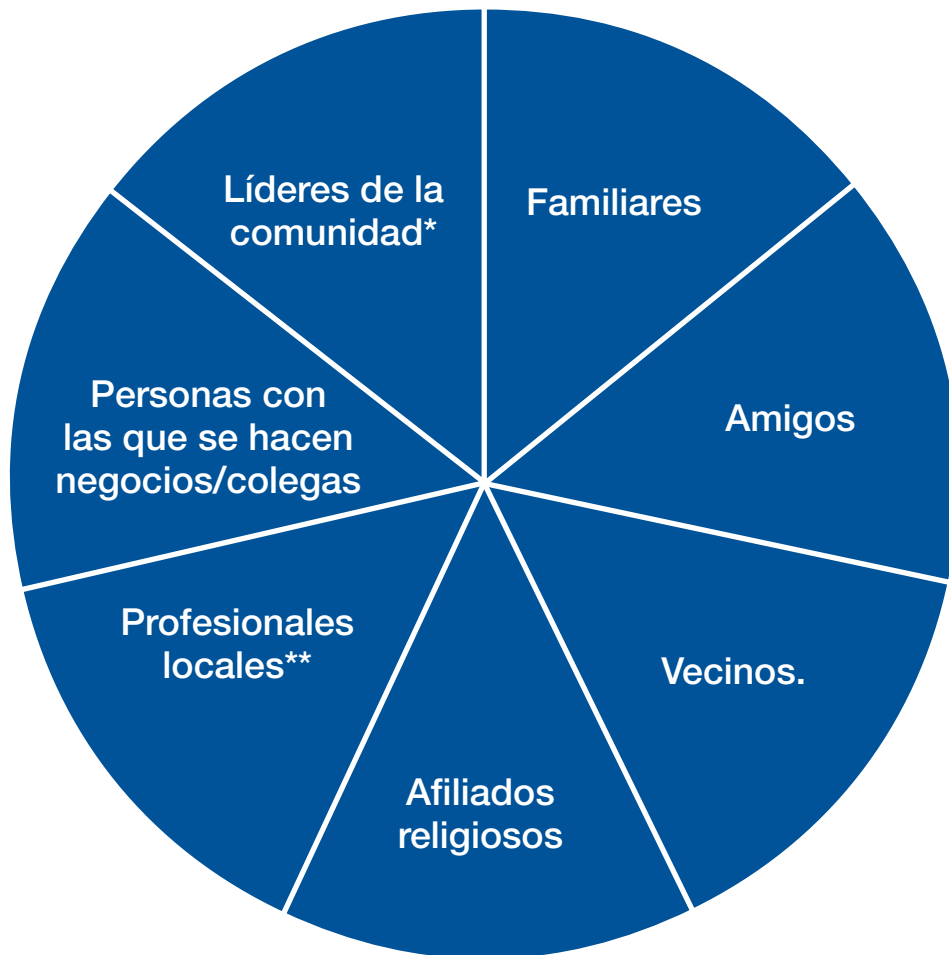 Líderes de la
comunidad*
Familiares
Personas con
las que se hacen
negocios/colegas
Amigos
Profesionales
locales**
Vecinos.
Afiliados
religiosos